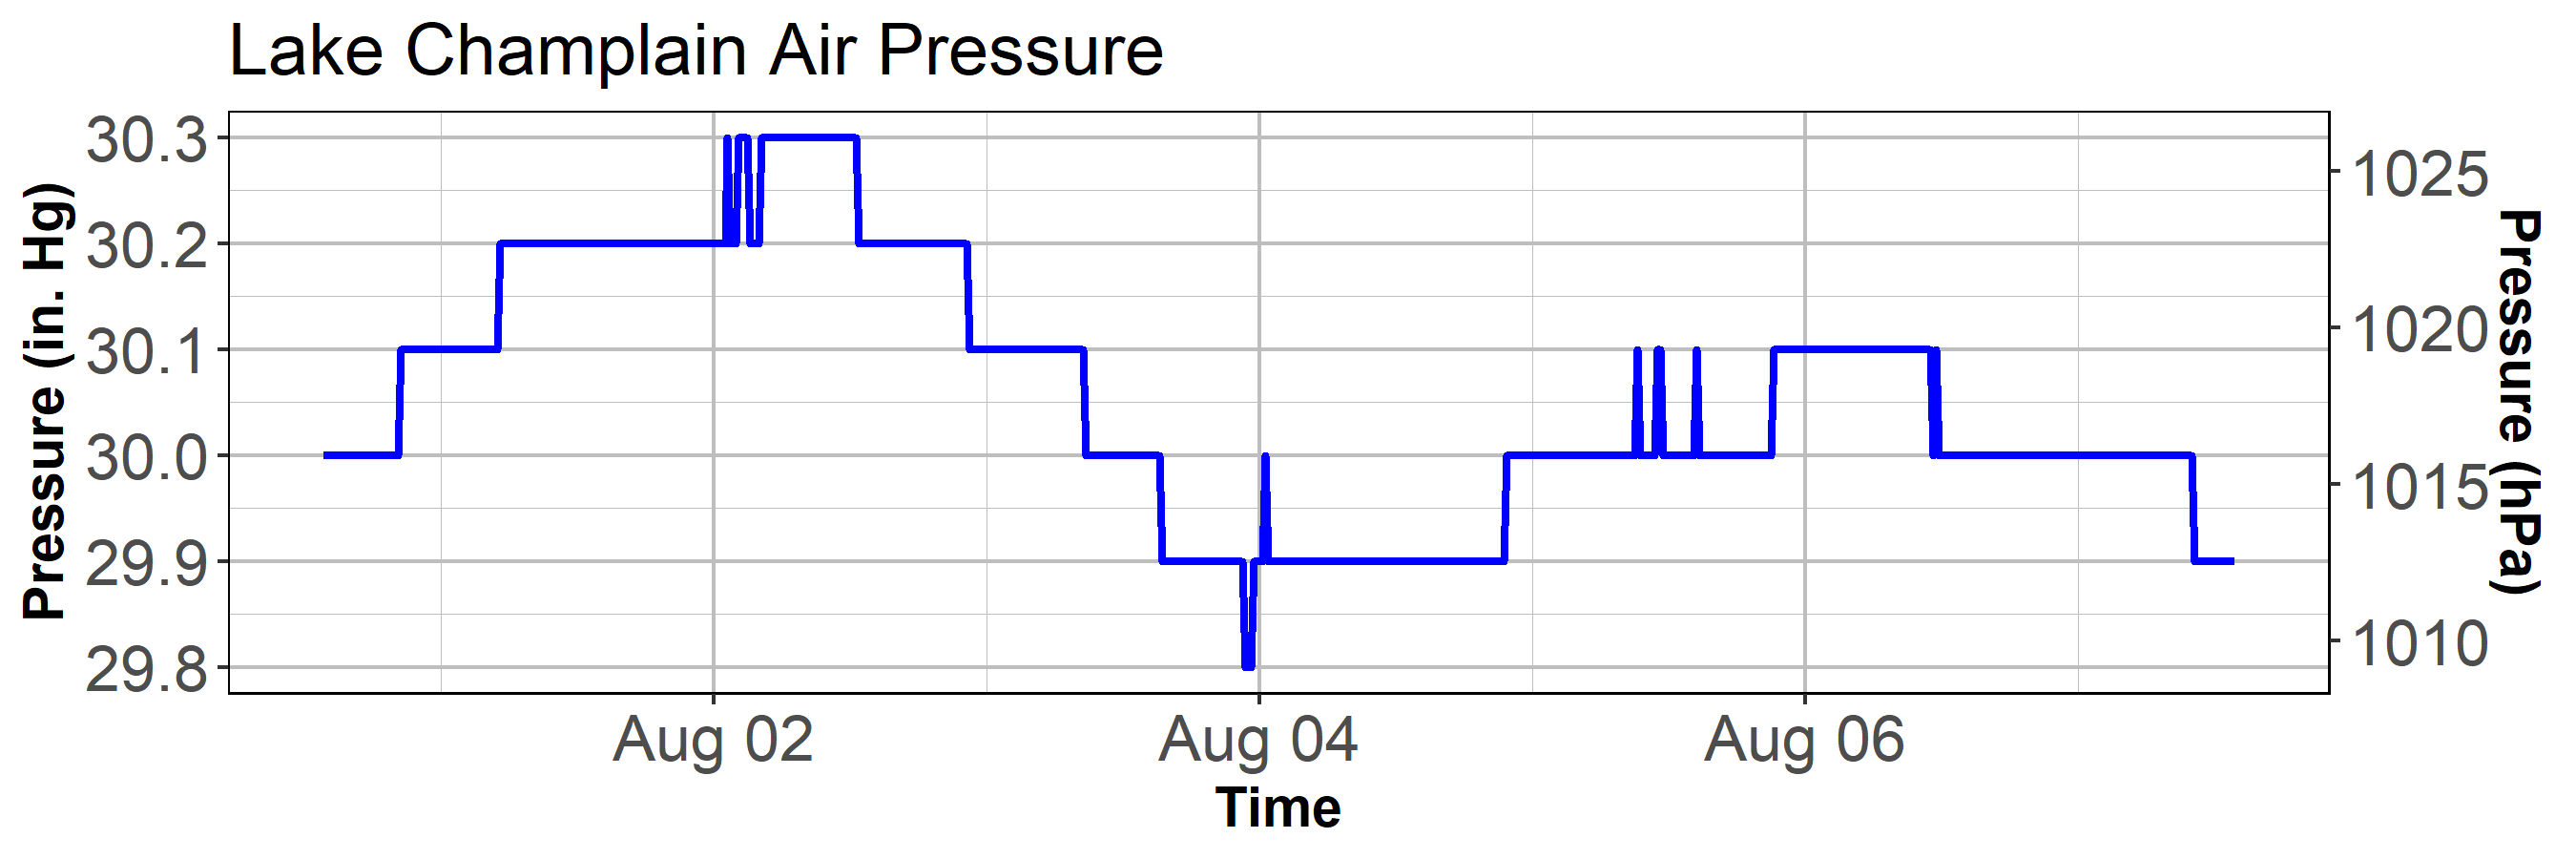 Lake Champlain Air Pressure
Pressure (in. Hg)
30.3
30.2
30.1
30.0
29.9
29.8
1025
1020
1015
1010
Pressure (hPa)
Aug 02 Aug 04 Aug 06
Time